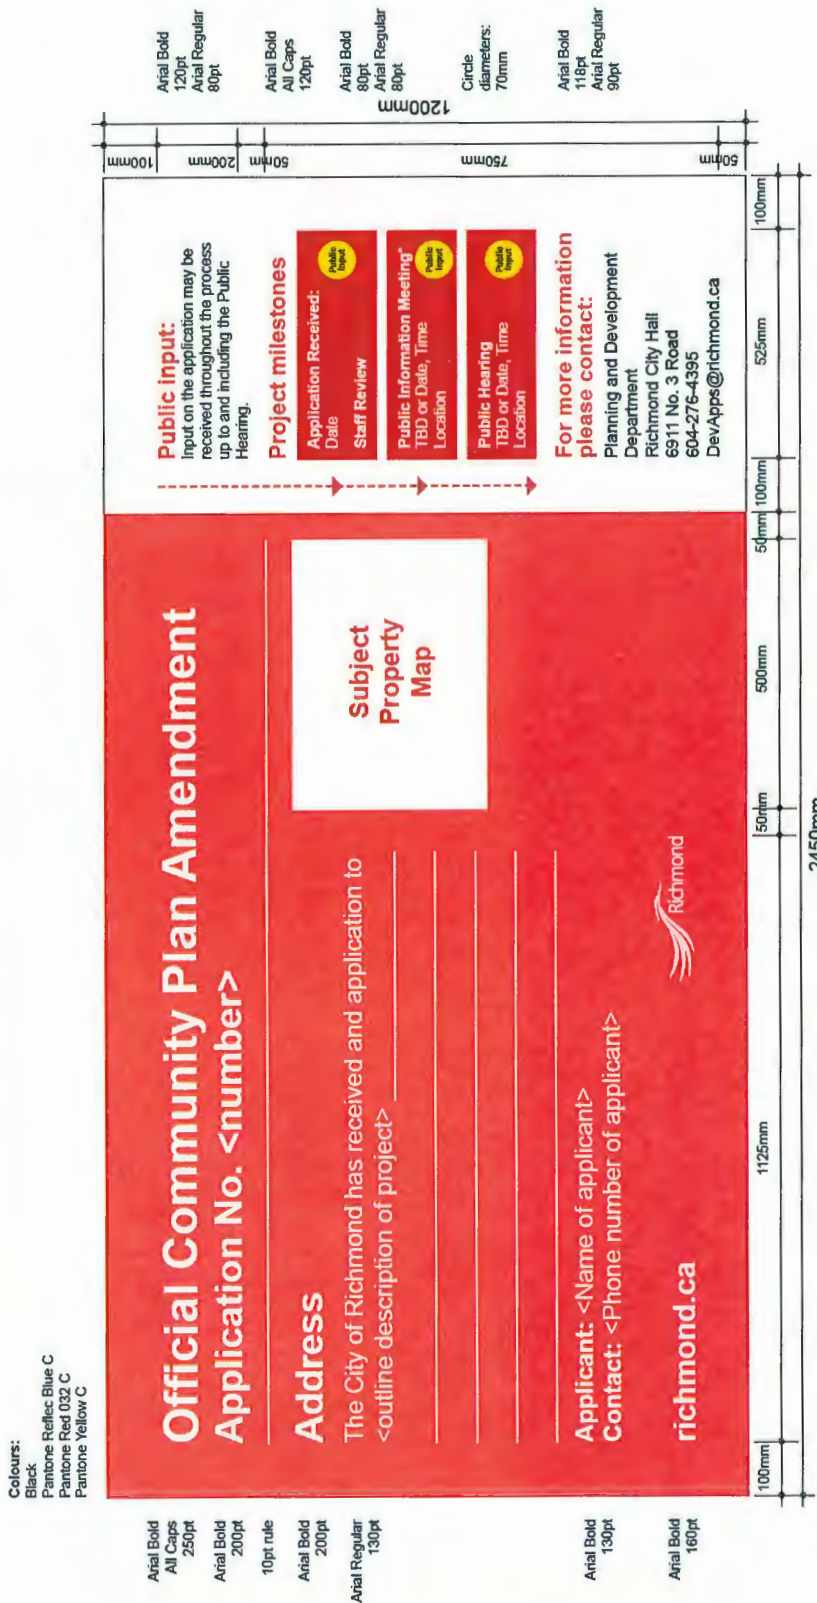 Colours:
Black
Pantone Reflec Blue C
Pantone Red 032 C
Pantone Yellow C
Arial Bold
All Caps
250pt
Arial Bold
200pt
10pt rule
Arial Bold
200pt
Arial Regular
130pt
Arial Bold
130pt
Arial Bold
160pt
Official Community Plan Amendment
Application No. <number>
Address
The City of Richmond has received and application to
<outline description of project>
Subject
Property
Map
Applicant: <Name of applicant>
Contact: <Phone number of applicant>
richmond.ca
Richmond
Public input:
Input on the application may be
received throughout the process
up to and including the Public
Hearing.
Project milestones
Application Received:
Date
Staff Review
Public
Input
Public Information Meeting*
TBD or Date, Time
Location
Public
Input
Public Hearing
TBD or Date, Time
Location
Public
Input
For more information
please contact:
Planning and Development
Department
Richmond City Hall
6911 No. 3 Road
604-276-4395
DevApps@richmond.ca
Arial Bold
120pt
Arial Regular
80pt
Arial Bold
All Caps
120pt
Arial Bold
80pt
Arial Regular
80pt
Circle
diameters:
70mm
Arial Bold
118pt
Arial Regular
90pt
100mm
200mm
50mm
750mm
50mm
1200mm
100mm
1125mm
50mm
500mm
50mm
100mm
525mm
100mm
2450mm